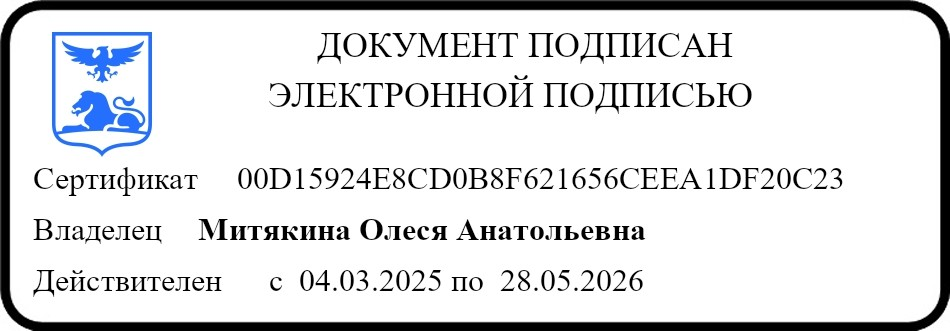 ДОКУМЕНТ ПОДПИСАН
ЭЛЕКТРОННОЙ ПОДПИСЬЮ
Сертификат 00D15924E8CD0B8F621656CEEA1DF20C23
Владелец Митякина Олеся Анатольевна
Действителен с 04.03.2025 по 28.05.2026